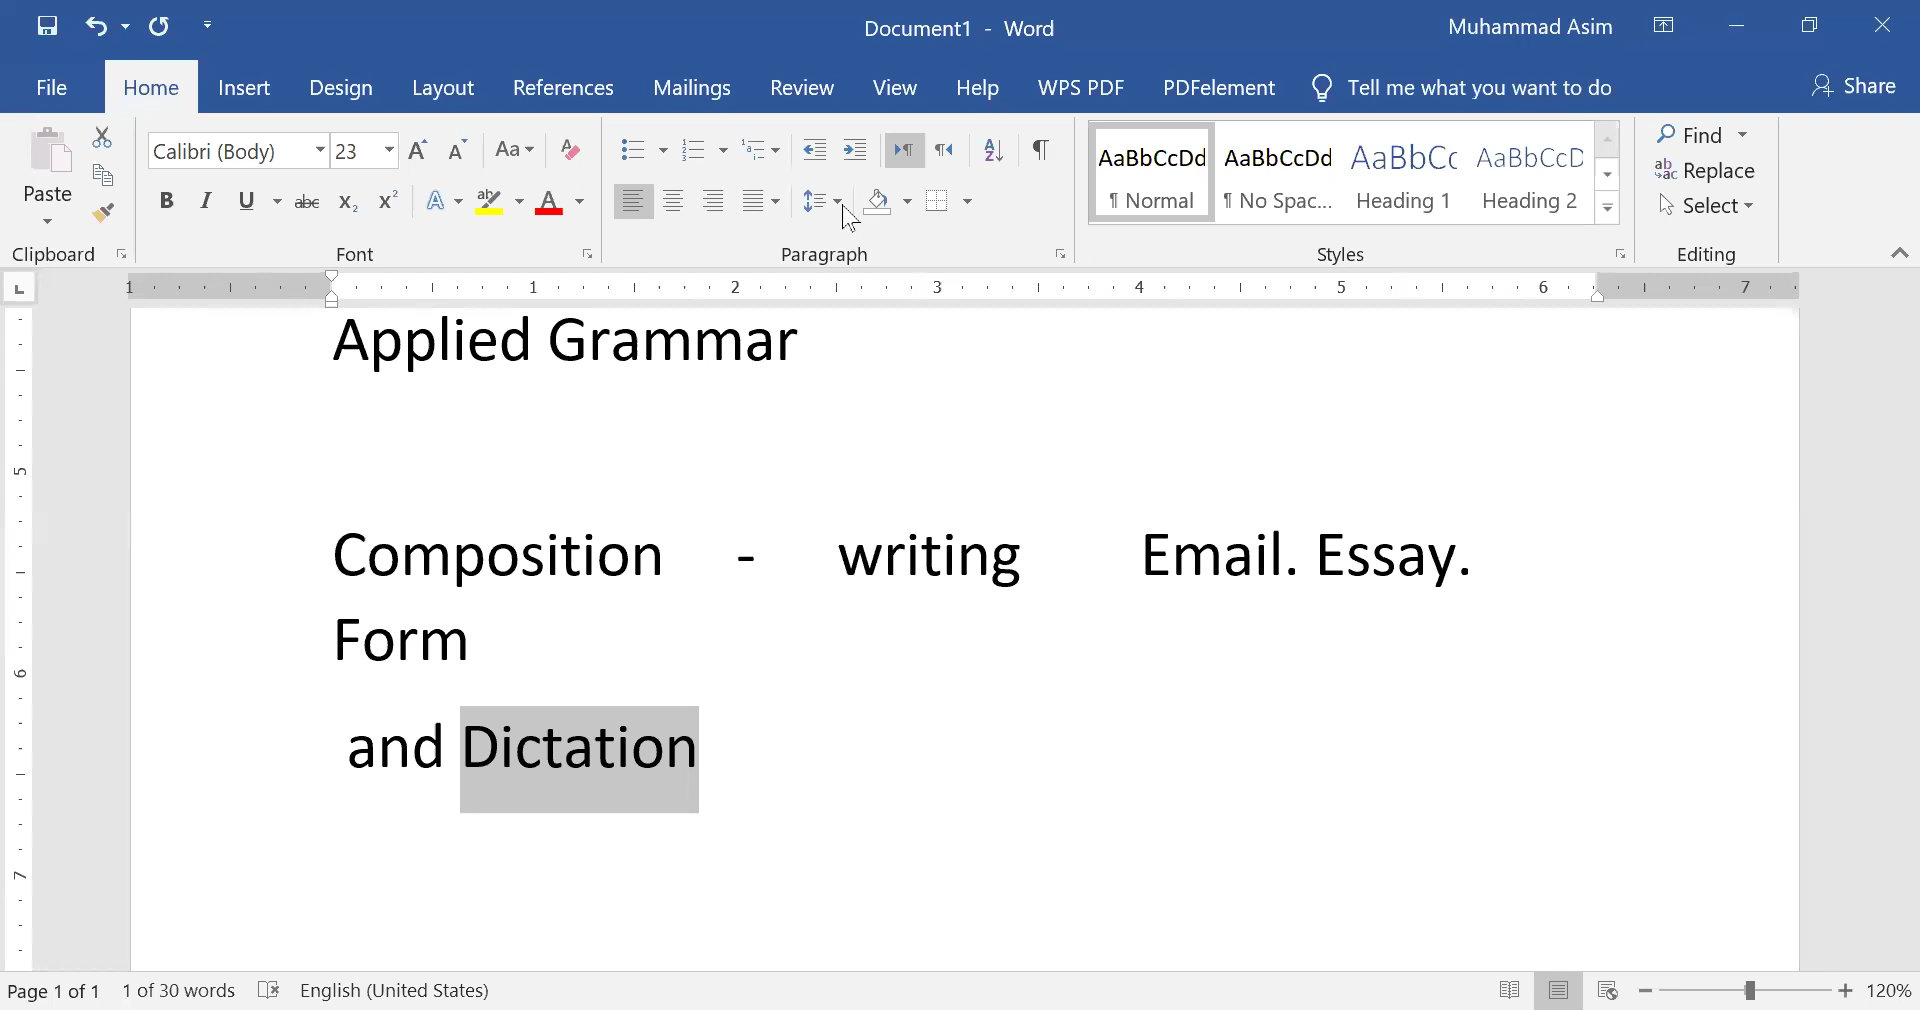 Document1 - Word
Muhammad Asim
File Home Insert Design Layout References Mailings Review View Help WPS PDF PDFelement Tell me what you want to do Share
Paste
Clipboard
Calibri (Body) 23
Aa
B I U abc X₂ X²
A ab A
Font
Paragraph
AaBbCcDd AaBbCcDd AaBbCc AaBbCcD
¶ Normal ¶ No Spac... Heading 1 Heading 2
Styles
Find
Replace
Select
Editing
1 1 2 3 4 5 6 7
5
6
7
Applied Grammar
Composition - writing Email. Essay.
Form
and Dictation
Page 1 of 1 1 of 30 words English (United States) 120%